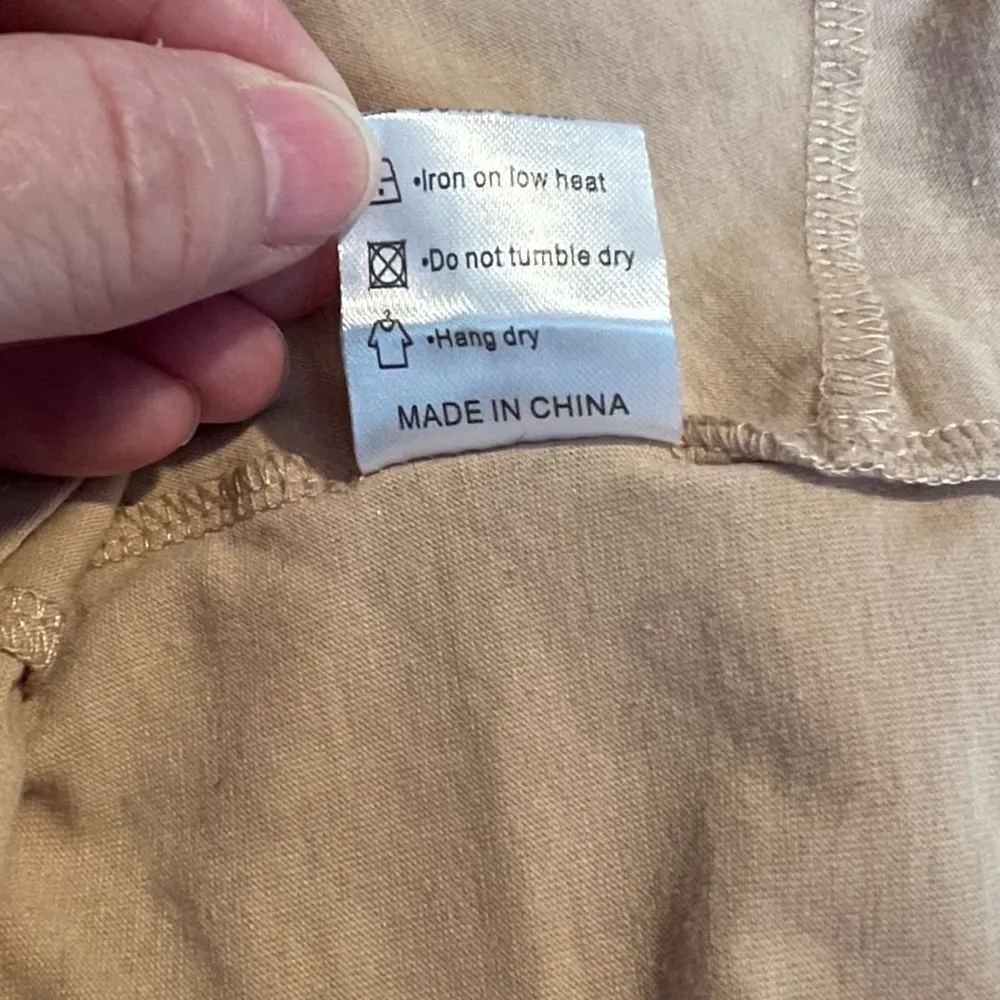 •Iron on low heat
•Do not tumble dry
•Hang dry
MADE IN CHINA